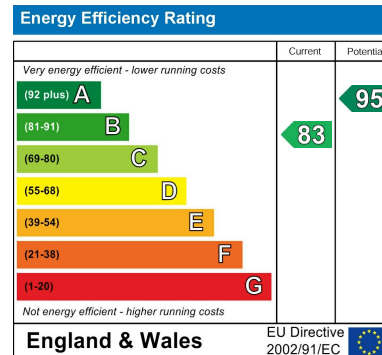 Energy Efficiency Rating
Current Potential
Very energy efficient - lower running costs
(92 plus) A
95
(81-91) B
83
(69-80) C
(55-68) D
(39-54) E
(21-38) F
(1-20) G
Not energy efficient - higher running costs
England & Wales
EU Directive
2002/91/EC